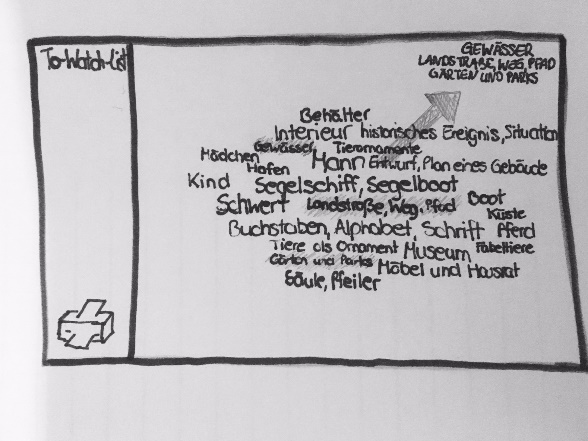 To-Watch-List
GEWÄSSER
LANDSTRAßE, WEG, PFAD
GÄRTEN UND PARKS
Behälter
Interieur historisches Ereignis, Situation
Gewässer Tierornamente
Mädchen Mann Entwurf, Plan eines Gebäude
Hafen
Kind Segelschiff, Segelboot
Schwert Landstraße, Weg, Pfad Boot
Küste
Buchstaben, Alphabet, Schrift Pferd
Tiere als Ornament Museum Fabeltiere
Gärten und Parks Möbel und Hausrat
Säule, Pfeiler